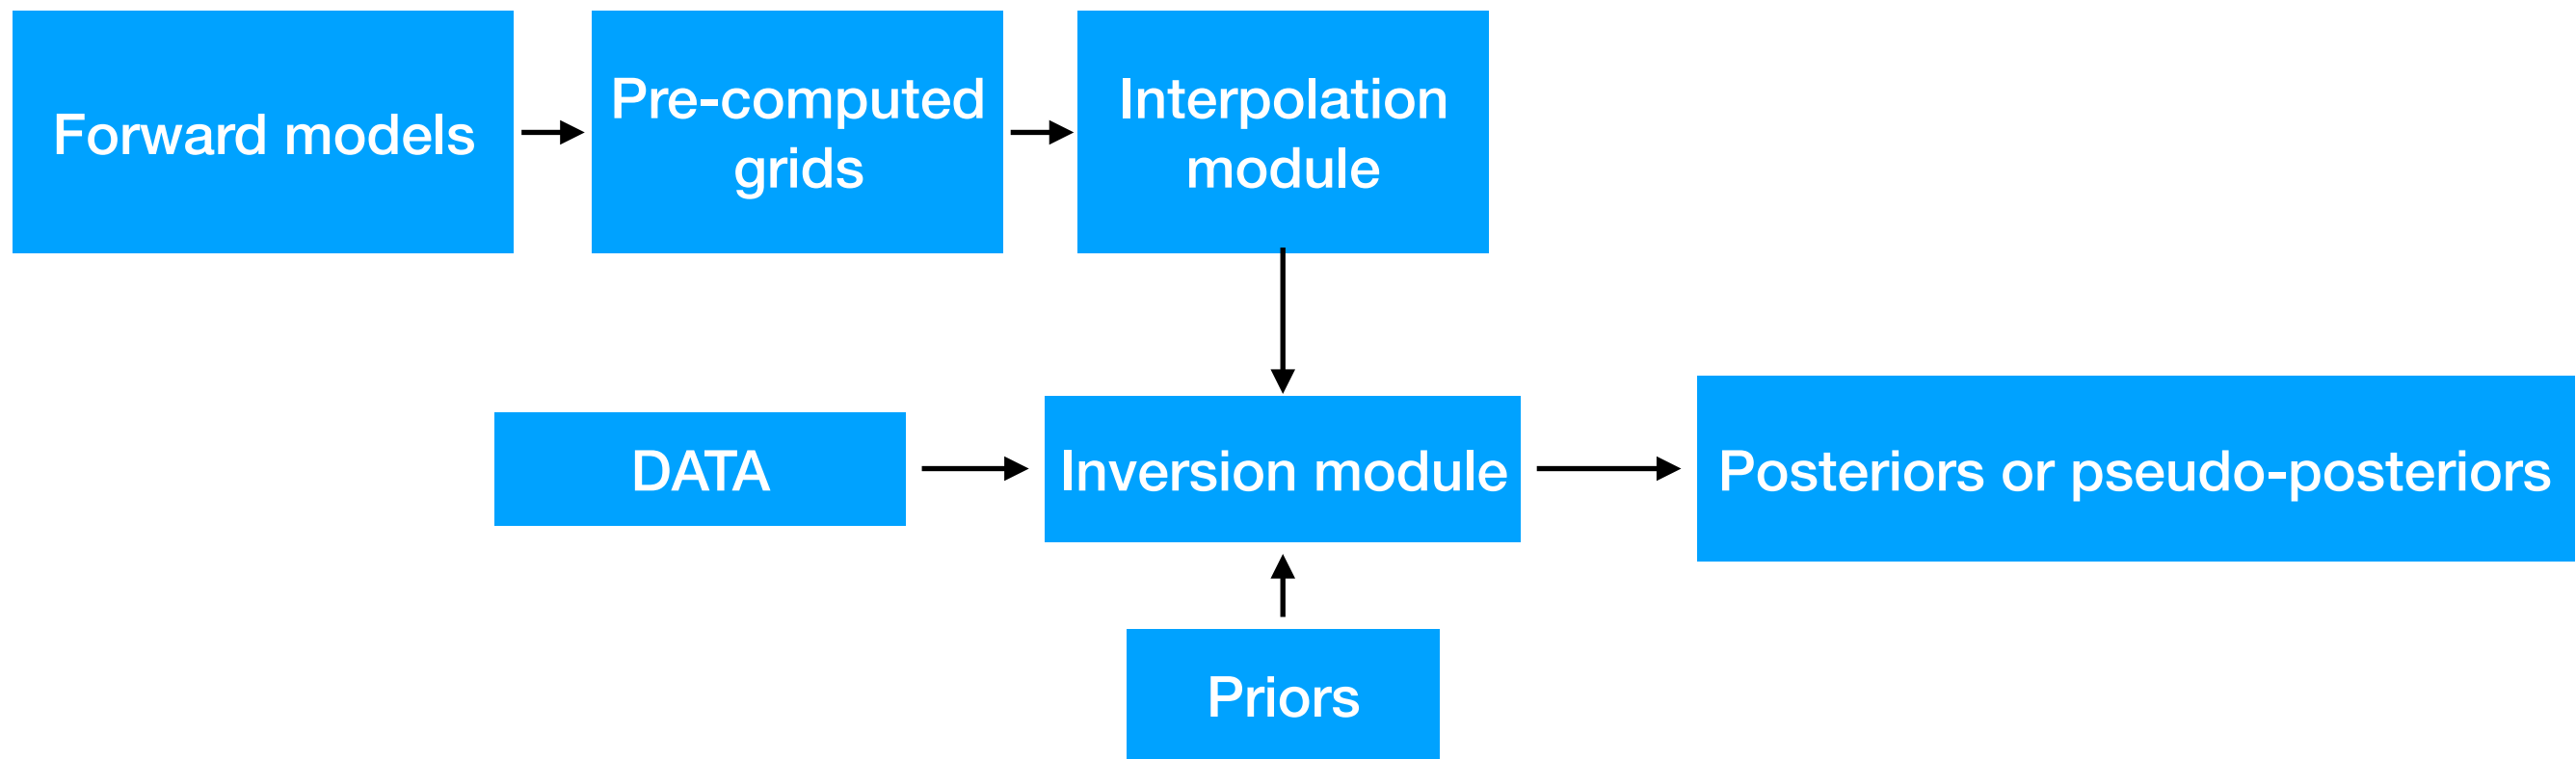 Forward models
Pre-computed
grids
Interpolation
module
DATA
Inversion module
Posteriors or pseudo-posteriors
Priors